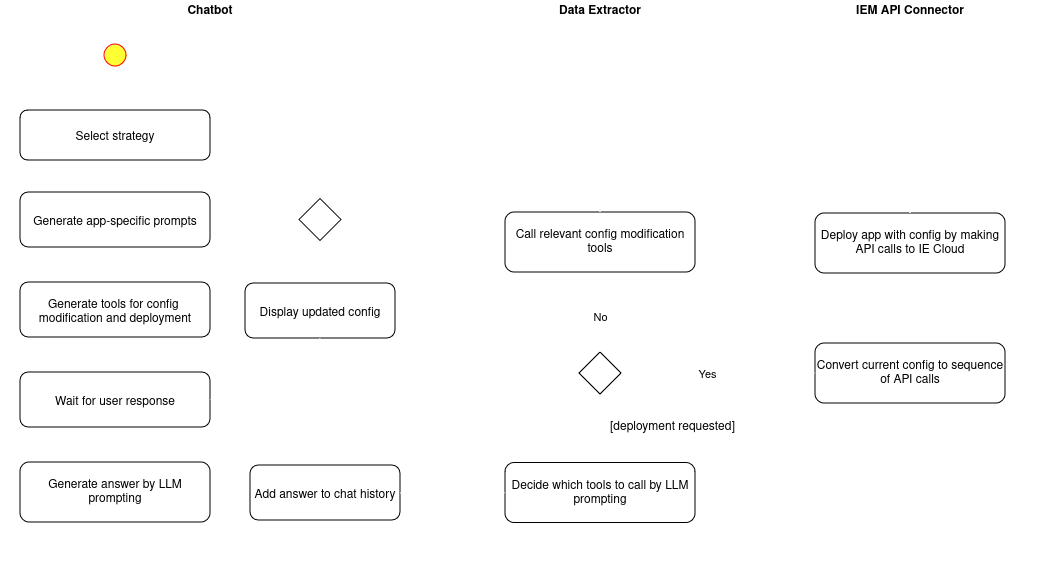 Chatbot
Data Extractor
IEM API Connector
Select strategy
Generate app-specific prompts
Call relevant config modification
tools
Deploy app with config by making
API calls to IE Cloud
Generate tools for config
modification and deployment
Display updated config
No
Yes
Convert current config to sequence
of API calls
Wait for user response
[deployment requested]
Generate answer by LLM
prompting
Add answer to chat history
Decide which tools to call by LLM
prompting